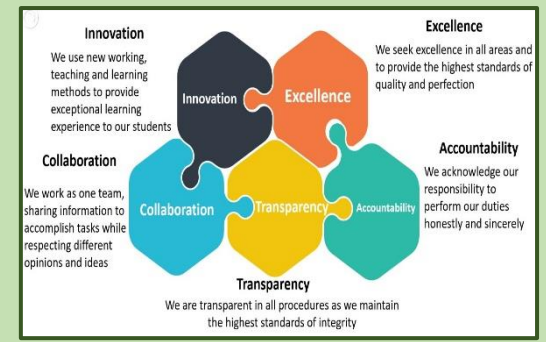 Innovation
We use new working,
teaching and learning
methods to provide
exceptional learning
experience to our students
Excellence
We seek excellence in all areas and
to provide the highest standards of
quality and perfection
Innovation
Excellence
Collaboration
We work as one team,
sharing information to
accomplish tasks while
respecting different
opinions and ideas
Collaboration
Transparency
Accountability
Accountability
We acknowledge our
responsibility to
perform our duties
honestly and sincerely
Transparency
We are transparent in all procedures as we maintain
the highest standards of integrity